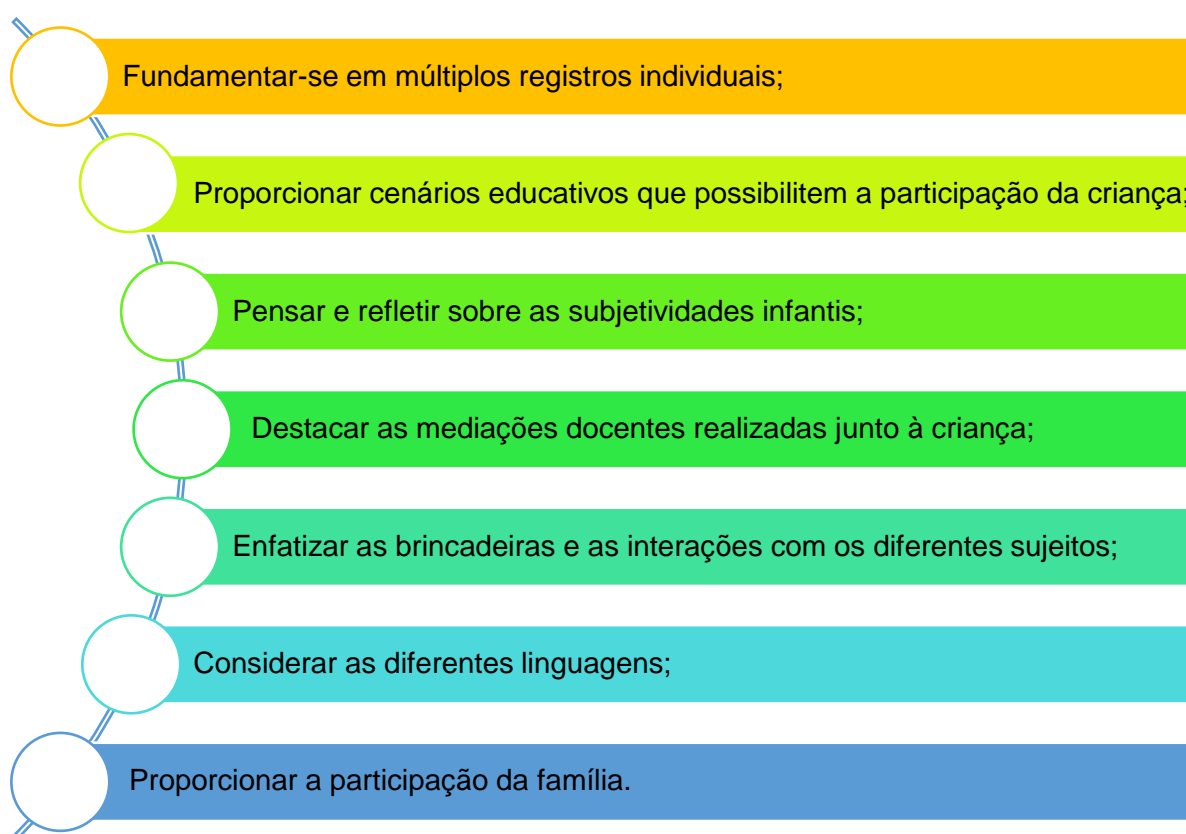 Fundamentar-se em múltiplos registros individuais;
Proporcionar cenários educativos que possibilitem a participação da criança;
Pensar e refletir sobre as subjetividades infantis;
Destacar as mediações docentes realizadas junto à criança;
Enfatizar as brincadeiras e as interações com os diferentes sujeitos;
Considerar as diferentes linguagens;
Proporcionar a participação da família.